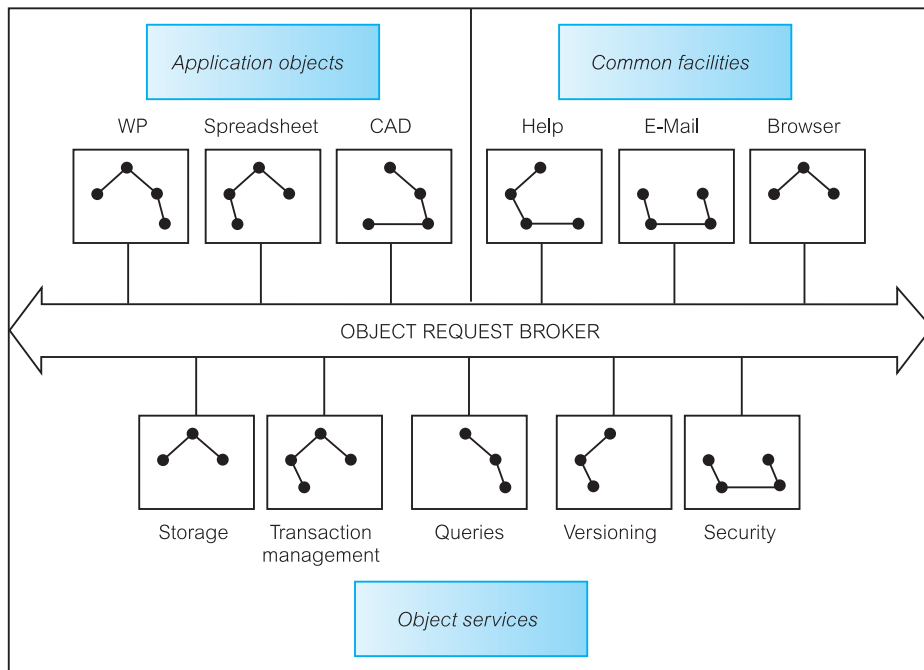 Application objects
Common facilities
WP
Spreadsheet
CAD
Help
E-Mail
Browser
OBJECT REQUEST BROKER
Storage
Transaction
management
Queries
Versioning
Security
Object services